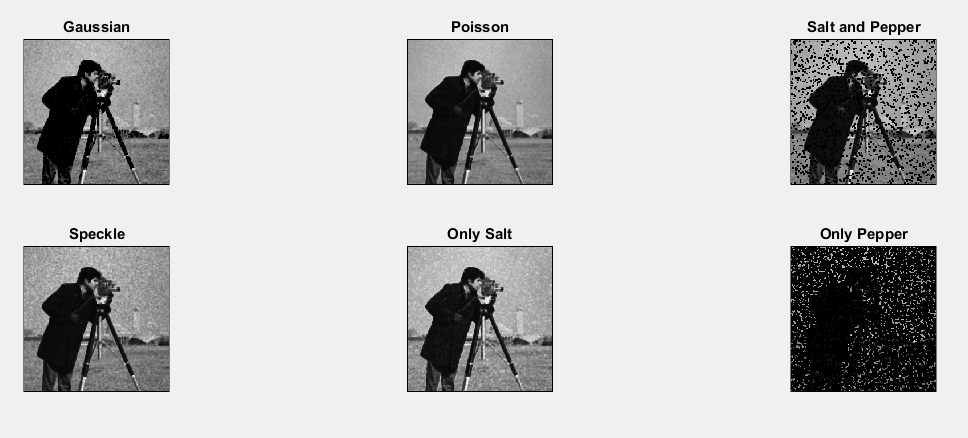 Gaussian
Poisson
Salt and Pepper
Speckle
Only Salt
Only Pepper